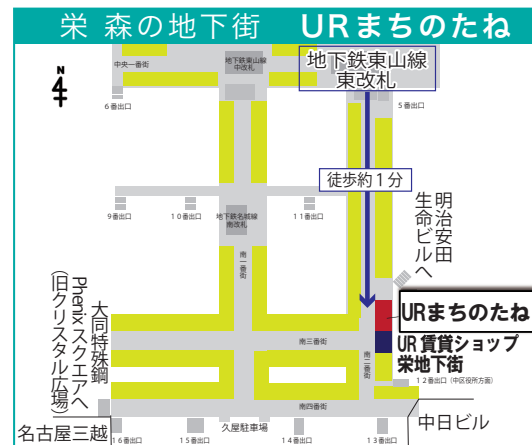 栄 森の地下街 URまちのたね
中央一番街
地下鉄東山線
中改札
地下鉄東山線
東改札
N
6番出口
5番出口
徒歩約1分
9番出口
10番出口
地下鉄名城線
南改札
11番出口
明治安田
生命ビルへ
南一番街
大同特殊鋼
Phenixスクエアへ
(旧クリスタル広場)
URまちのたね
南三番街
南二番街
UR賃貸ショップ
栄地下街
12番出口(中区役所方面)
南四番街
名古屋三越
16番出口
15番出口
久屋駐車場
14番出口
13番出口
中日ビル